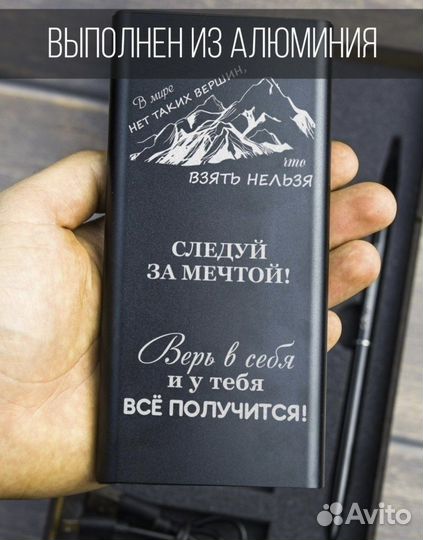 ВЫПОЛНЕН ИЗ АЛЮМИНИЯ
В мире
НЕТ ТАКИХ ВЕРШИН,
что
ВЗЯТЬ НЕЛЬЗЯ
СЛЕДУЙ
ЗА МЕЧТОЙ!
Верь в себя
и у тебя
ВСЁ ПОЛУЧИТСЯ!
Avito